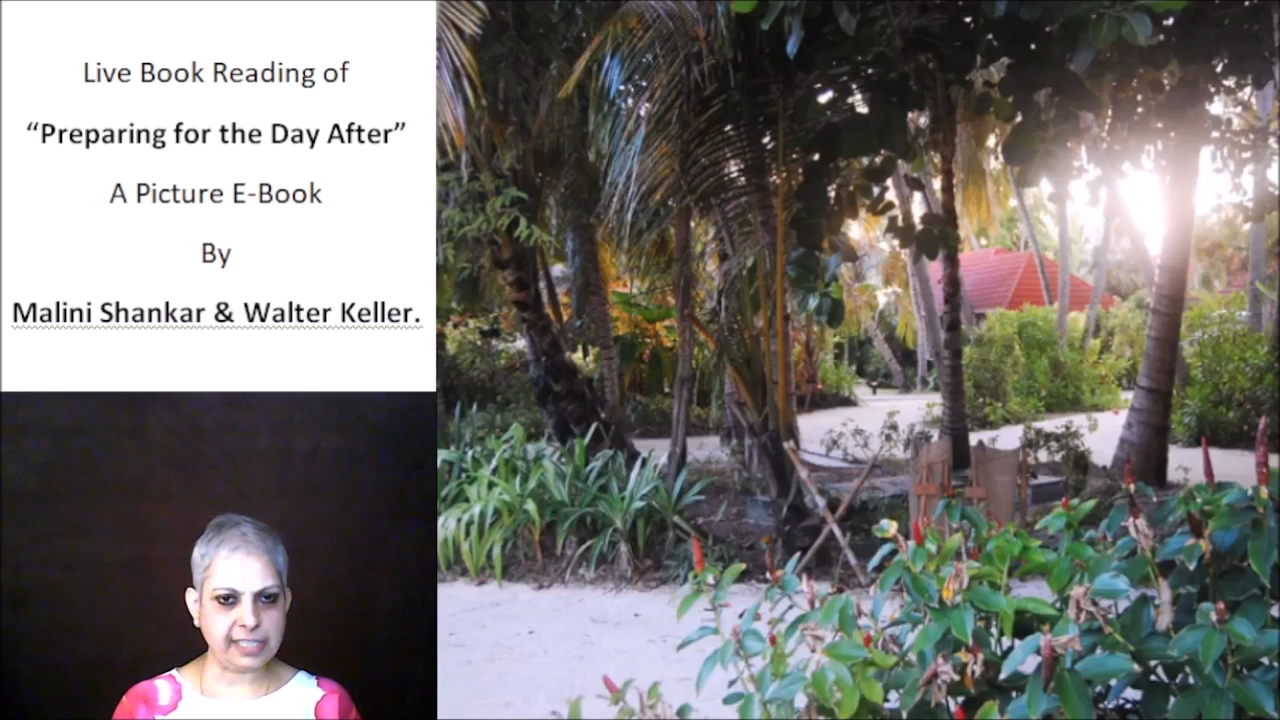 Live Book Reading of
“Preparing for the Day After”
A Picture E-Book
By
Malini Shankar & Walter Keller.